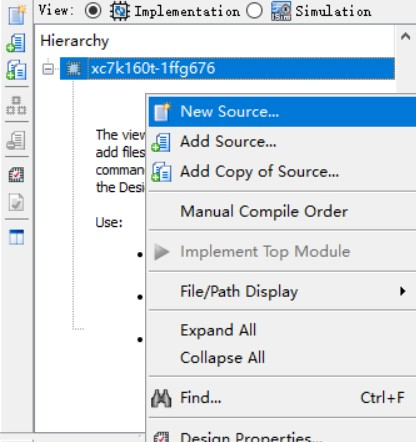 View: Implementation Simulation
Hierarchy
xc7k160t-1ffg676
New Source...
The view
add files
Add Source...
comman
Add Copy of Source...
the Desi
Manual Compile Order
Use:
Implement Top Module
File/Path Display
Expand All
Collapse All
Find... Ctrl+F
Design Properties...